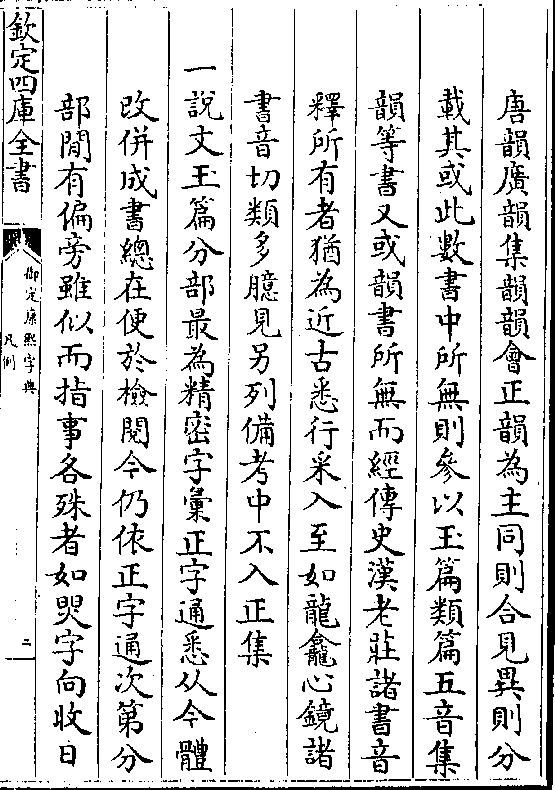 唐韻廣韻集韻韻會正韻為主同則合見異則分
載其或此數書中所無則參以玉篇類篇五音集
韻等書又或韻書所無而經傳史漢老莊諸書音
釋所有者猶為近古悉行采入至如龍龕心鏡諸
書音切類多臆見另列備考中不入正集
一說文玉篇分部最為精密字彙正字通悉从今體
改併成書總在便於檢閱今仍依正字通次第分
部閒有偏旁雖似而指事各殊者如煛字向收日
欽定四庫全書
御定康熙字典
凡例
二